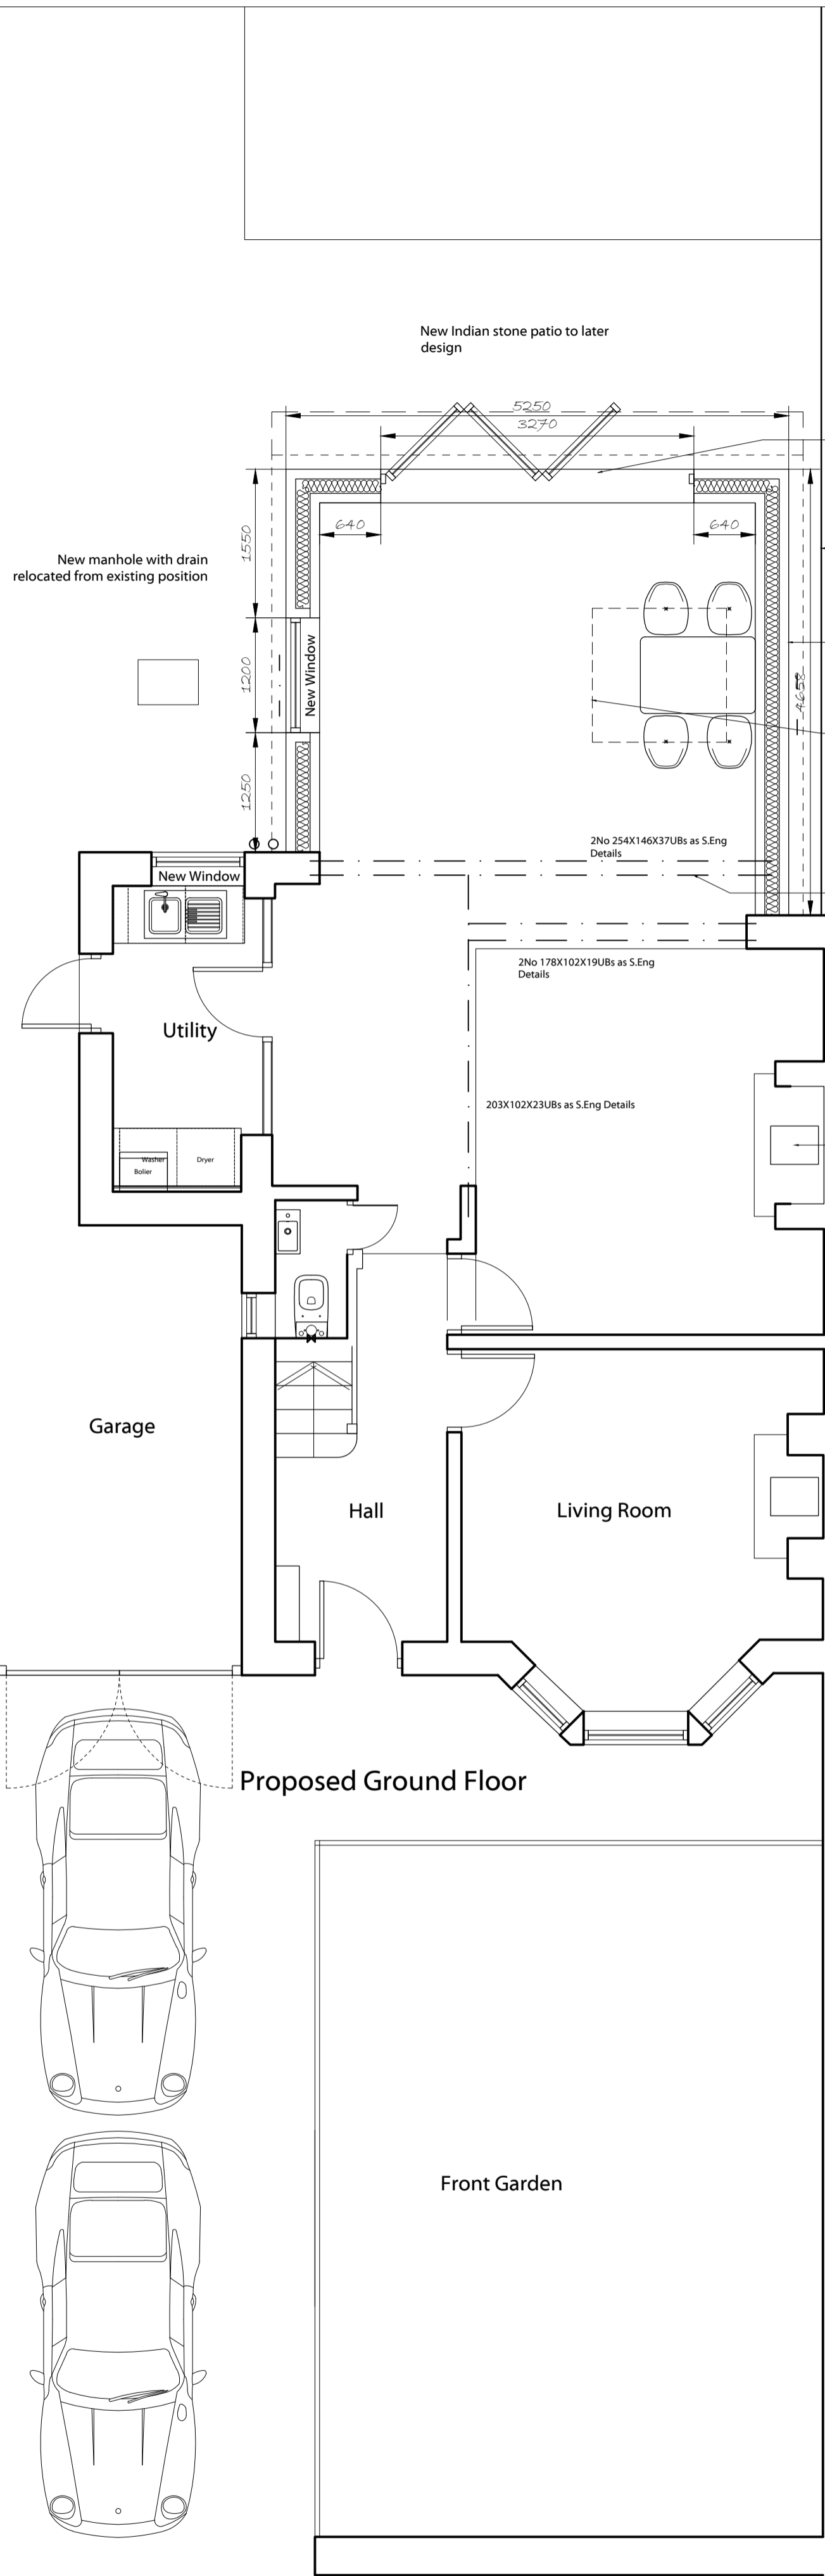 New Indian stone patio to later
design
5250
3270
640
640
1550
New manhole with drain
relocated from existing position
1200
New Window
4658
1250
2No 254X146X37UBs as S.Eng
Details
New Window
2No 178X102X19UBs as S.Eng
Details
Utility
203X102X23UBs as S.Eng Details
Washer
Dryer
Bolier
Garage
Hall
Living Room
Proposed Ground Floor
Front Garden